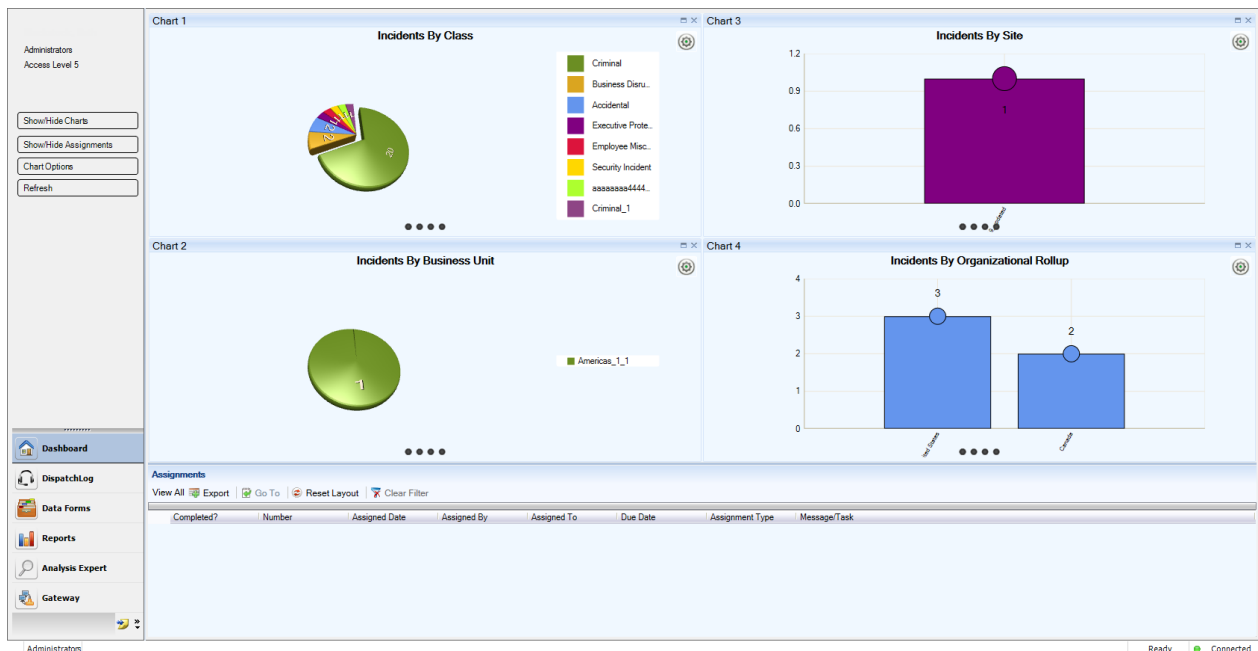 Administrators
Access Level 5
Show/Hide Charts
Show/Hide Assignments
Chart Options
Refresh
Dashboard
DispatchLog
Data Forms
Reports
Analysis Expert
Gateway
Chart 1
Incidents By Class
Criminal
Business Disru..
Accidental
Executive Prote..
Employee Misc..
Security Incident
aaaaaaaa4444..
Criminal_1
20
Chart 3
Incidents By Site
1.2
0.9
0.6
0.3
0.0
1
Chart 2
Incidents By Business Unit
7
Americas_1_1
Chart 4
Incidents By Organizational Rollup
4
3
2
1
0
3
2
States
Canada
Assignments
View All Export Go To Reset Layout Clear Filter
Completed? Number Assigned Date Assigned By Assigned To Due Date Assignment Type Message/Task
Administrators
Ready Connected